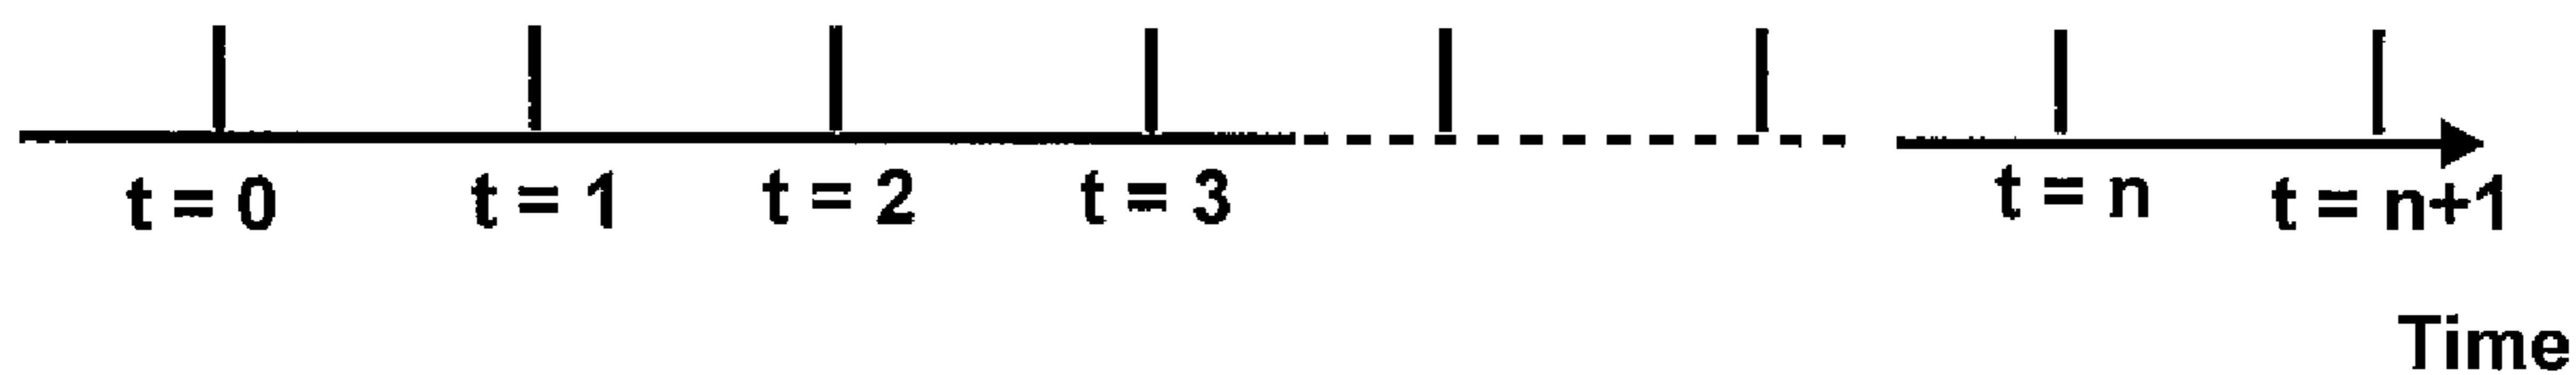 t = 0 t = 1 t = 2 t = 3 t = n t = n+1
Time